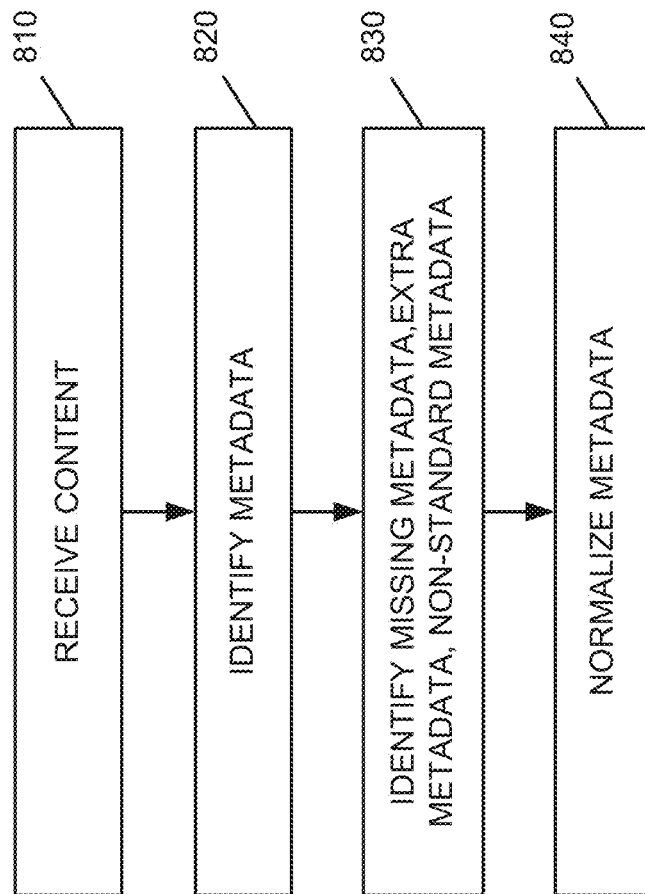 RECEIVE CONTENT
810
IDENTIFY METADATA
820
IDENTIFY MISSING METADATA,EXTRA
METADATA, NON-STANDARD METADATA
830
NORMALIZE METADATA
840